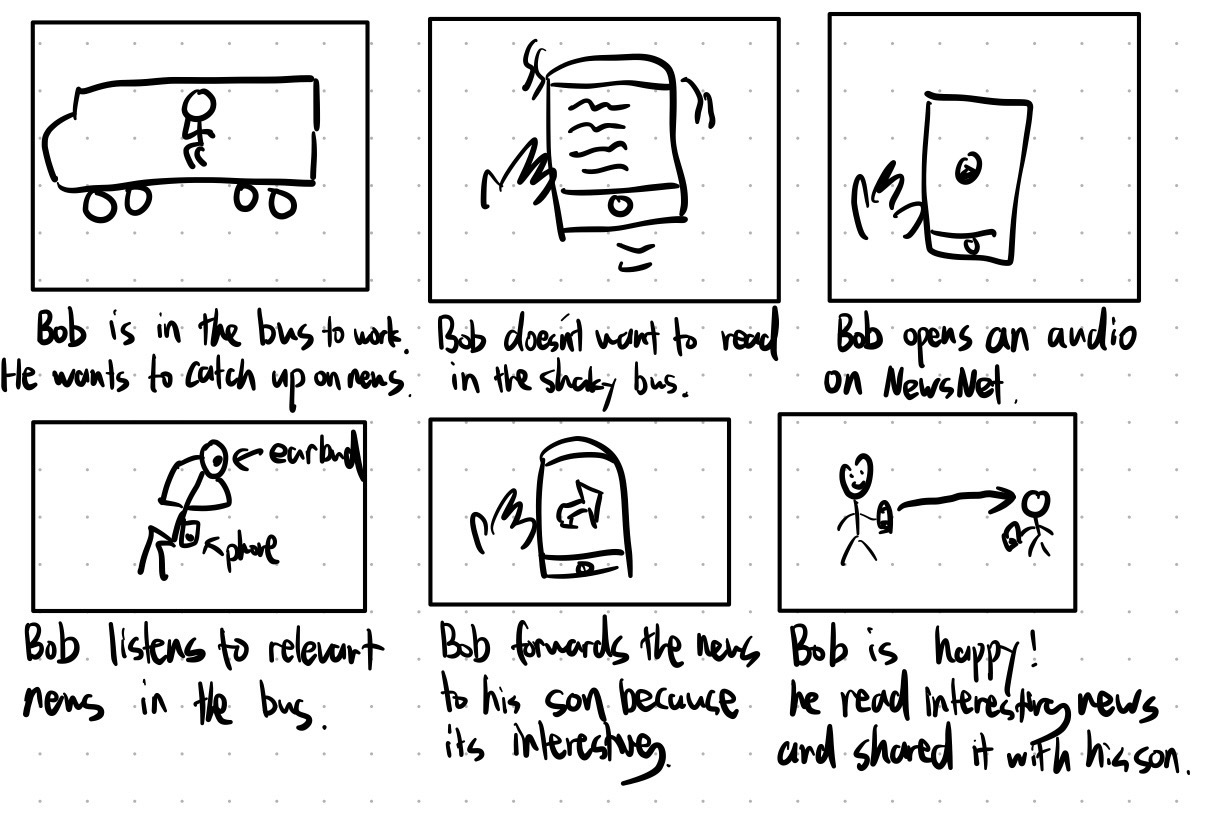 Bob is in the bus to work.
He wants to catch up on news.
Bob doesn't want to read
in the shaky bus.
Bob opens an audio
on NewsNet.
earbud
phone
Bob listens to relevant
news in the bus.
Bob forwards the news
to his son because
its interesting.
Bob is happy!
he read interesting news
and shared it with his son.